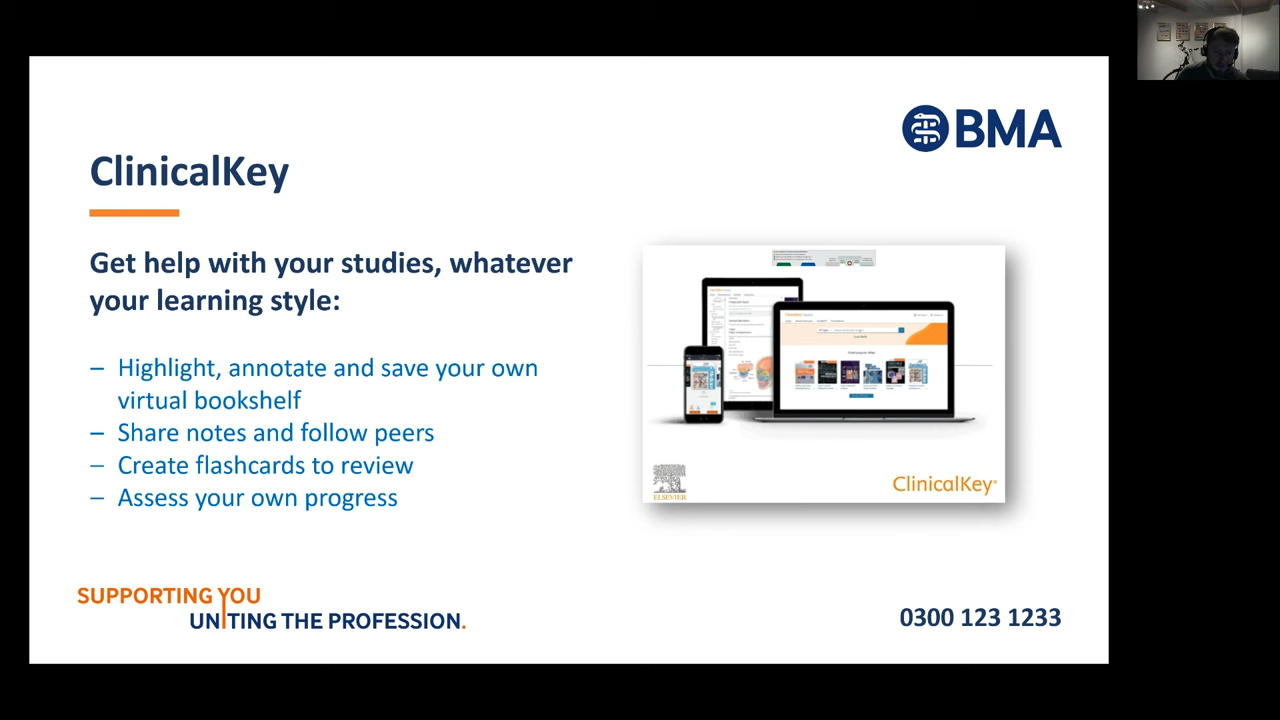 BMA
ClinicalKey
Get help with your studies, whatever
your learning style:
– Highlight, annotate and save your own
virtual bookshelf
– Share notes and follow peers
– Create flashcards to review
– Assess your own progress
ELSEVIER
ClinicalKey®
SUPPORTING YOU
UNITING THE PROFESSION.
0300 123 1233